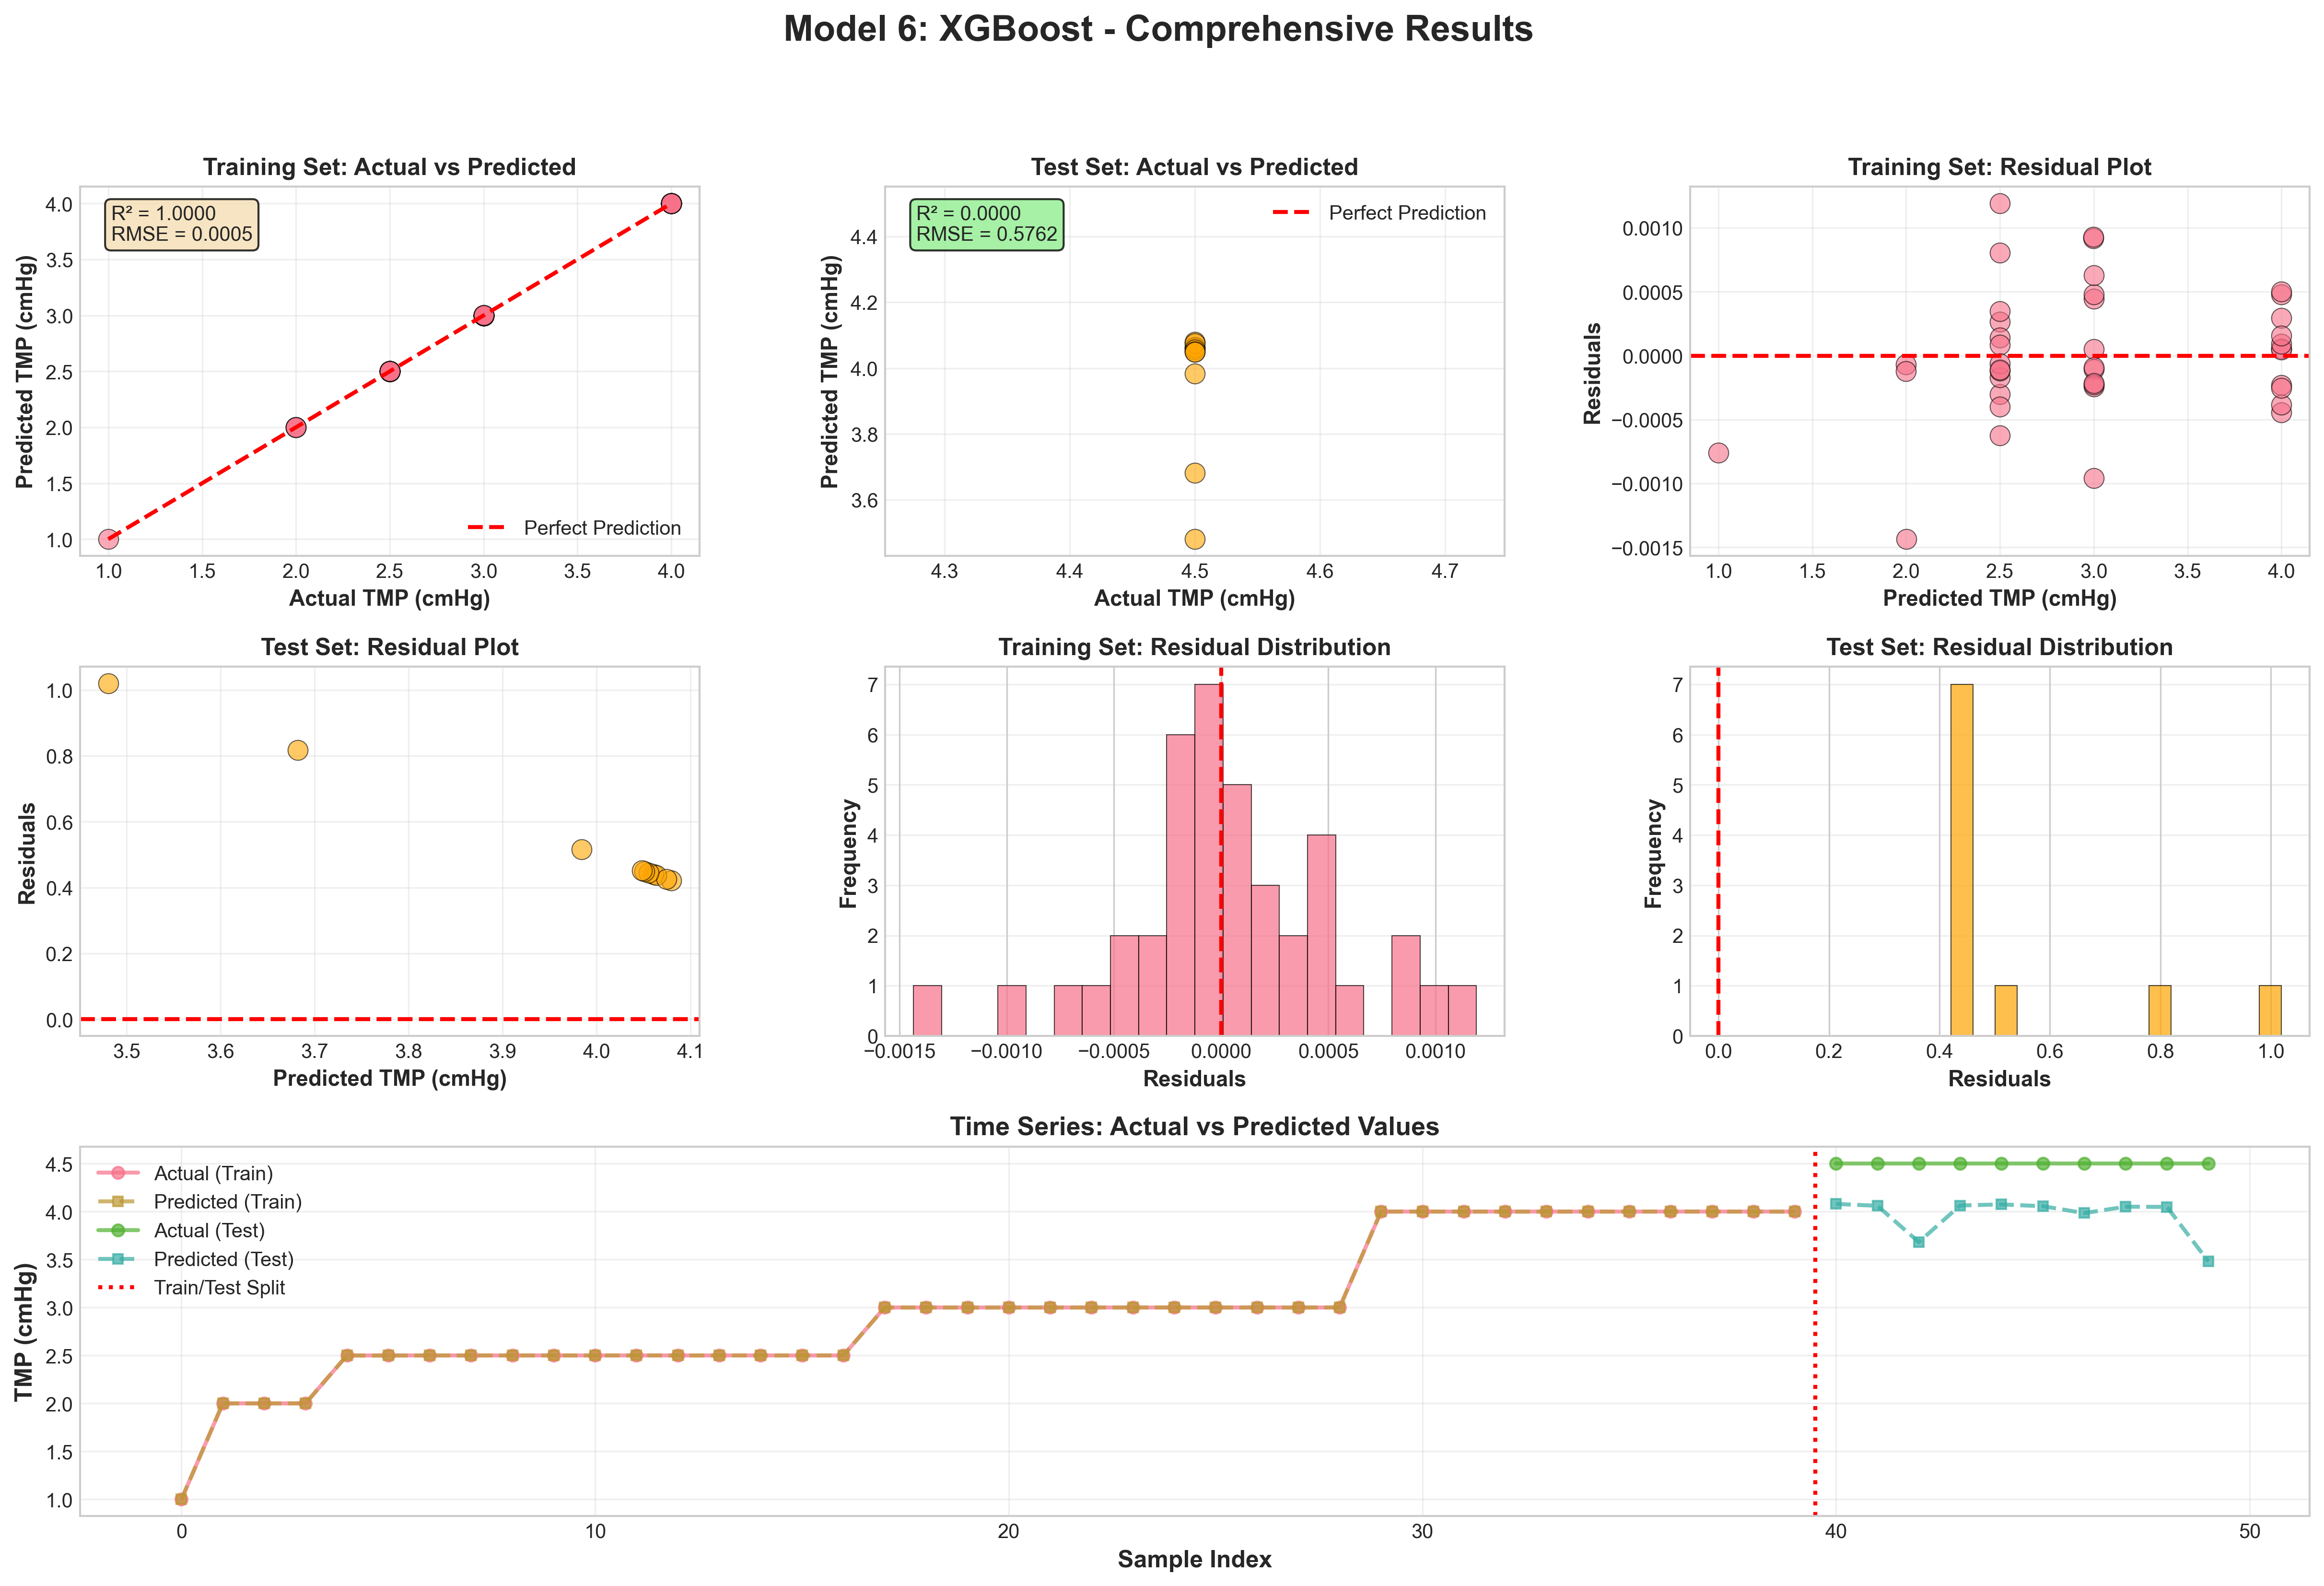 Model 6: XGBoost - Comprehensive Results
Training Set: Actual vs Predicted
R² = 1.0000
RMSE = 0.0005
Predicted TMP (cmHg)
4.0
3.5
3.0
2.5
2.0
1.5
1.0
Perfect Prediction
1.0 1.5 2.0 2.5 3.0 3.5 4.0
Actual TMP (cmHg)
Test Set: Actual vs Predicted
R² = 0.0000
RMSE = 0.5762
Perfect Prediction
Predicted TMP (cmHg)
4.4
4.2
4.0
3.8
3.6
4.3 4.4 4.5 4.6 4.7
Actual TMP (cmHg)
Training Set: Residual Plot
Residuals
0.0010
0.0005
0.0000
−0.0005
−0.0010
−0.0015
1.0 1.5 2.0 2.5 3.0 3.5 4.0
Predicted TMP (cmHg)
Test Set: Residual Plot
Residuals
1.0
0.8
0.6
0.4
0.2
0.0
3.5 3.6 3.7 3.8 3.9 4.0 4.1
Predicted TMP (cmHg)
Training Set: Residual Distribution
Frequency
7
6
5
4
3
2
1
0
−0.0015 −0.0010 −0.0005 0.0000 0.0005 0.0010
Residuals
Test Set: Residual Distribution
Frequency
7
6
5
4
3
2
1
0
0.0 0.2 0.4 0.6 0.8 1.0
Residuals
Time Series: Actual vs Predicted Values
TMP (cmHg)
4.5
4.0
3.5
3.0
2.5
2.0
1.5
1.0
Actual (Train)
Predicted (Train)
Actual (Test)
Predicted (Test)
Train/Test Split
0 10 20 30 40 50
Sample Index